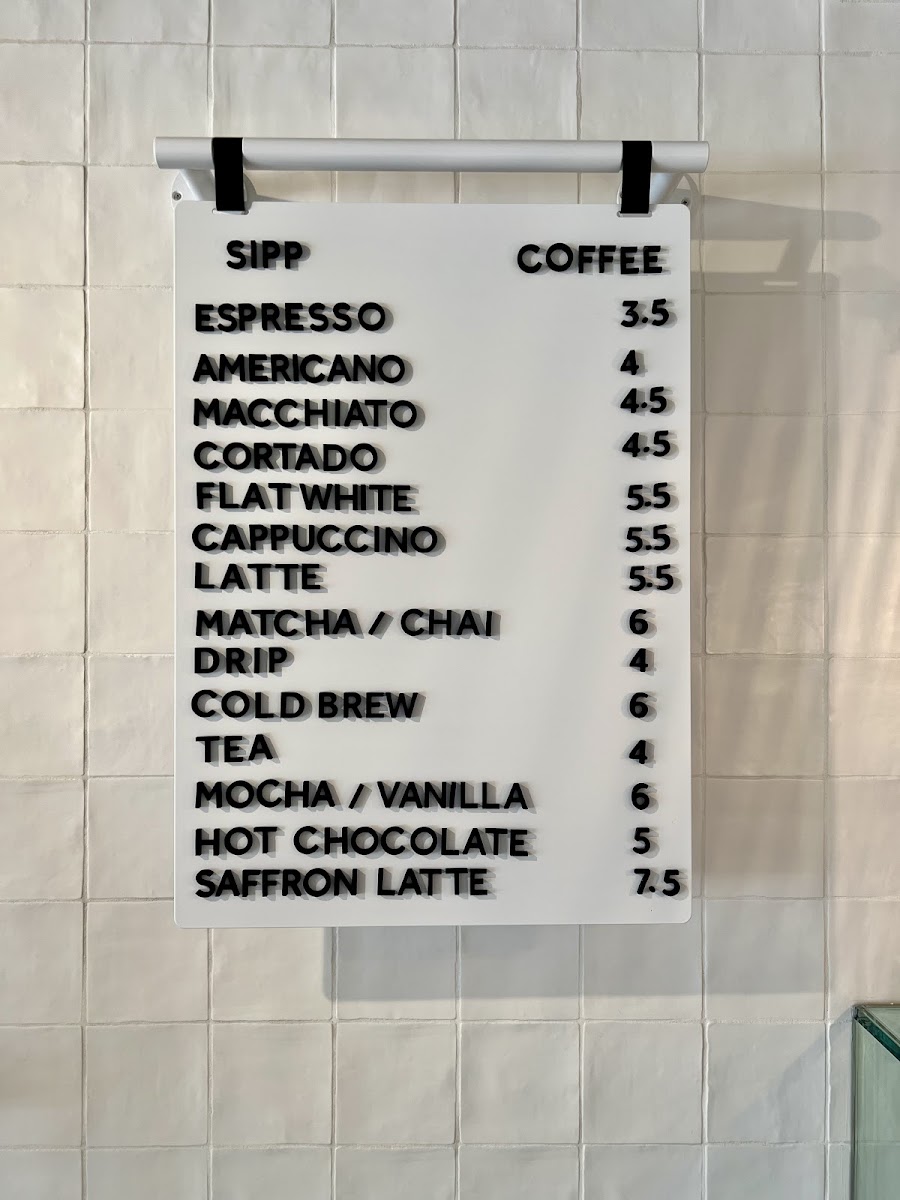 SIPP COFFEE
ESPRESSO 3.5
AMERICANO 4
MACCHIATO 4.5
CORTADO 4.5
FLAT WHITE 5.5
CAPPUCCINO 5.5
LATTE 5.5
MATCHA / CHAI 6
DRIP 4
COLD BREW 6
TEA 4
MOCHA / VANILLA 6
HOT CHOCOLATE 5
SAFFRON LATTE 7.5